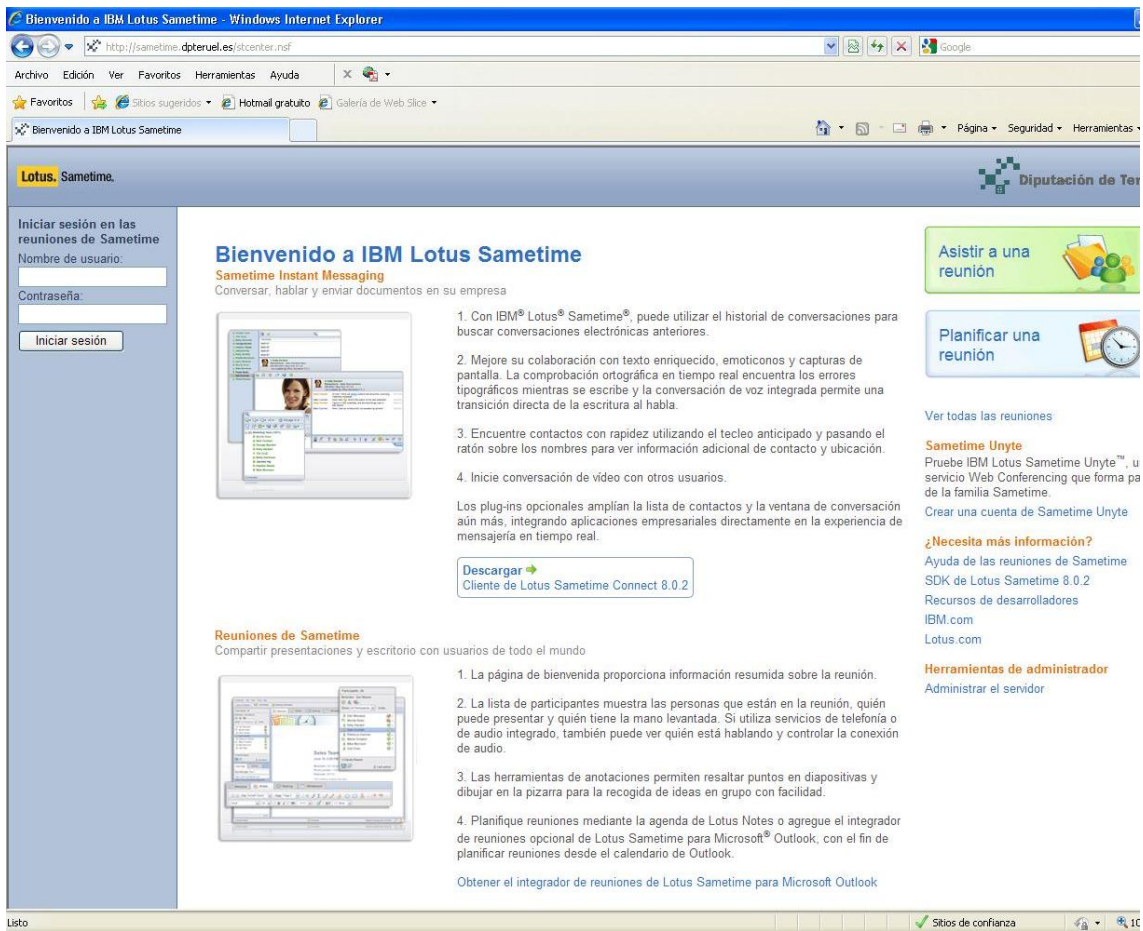 Bienvenido a IBM Lotus Sametime - Windows Internet Explorer
http://sametime.dpteruel.es/stcenter.nsf
Google
Archivo Edición Ver Favoritos Herramientas Ayuda
Favoritos Sitios sugeridos Hotmail gratuito Galería de Web Slice
Bienvenido a IBM Lotus Sametime
Página Seguridad Herramientas
Lotus. Sametime.
Diputación de Ter
Iniciar sesión en las
reuniones de Sametime
Nombre de usuario:
Contraseña:
Iniciar sesión
Bienvenido a IBM Lotus Sametime
Sametime Instant Messaging
Conversar, hablar y enviar documentos en su empresa
1. Con IBM® Lotus® Sametime®, puede utilizar el historial de conversaciones para
buscar conversaciones electrónicas anteriores.
2. Mejore su colaboración con texto enriquecido, emoticonos y capturas de
pantalla. La comprobación ortográfica en tiempo real encuentra los errores
tipográficos mientras se escribe y la conversación de voz integrada permite una
transición directa de la escritura al habla.
3. Encuentre contactos con rapidez utilizando el tecleo anticipado y pasando el
ratón sobre los nombres para ver información adicional de contacto y ubicación.
4. Inicie conversación de vídeo con otros usuarios.
Los plug-ins opcionales amplían la lista de contactos y la ventana de conversación
aún más, integrando aplicaciones empresariales directamente en la experiencia de
mensajería en tiempo real.
Descargar
Cliente de Lotus Sametime Connect 8.0.2
Reuniones de Sametime
Compartir presentaciones y escritorio con usuarios de todo el mundo
1. La página de bienvenida proporciona información resumida sobre la reunión.
2. La lista de participantes muestra las personas que están en la reunión, quién
puede presentar y quién tiene la mano levantada. Si utiliza servicios de telefonía o
de audio integrado, también puede ver quién está hablando y controlar la conexión
de audio.
3. Las herramientas de anotaciones permiten resaltar puntos en diapositivas y
dibujar en la pizarra para la recogida de ideas en grupo con facilidad.
4. Planifique reuniones mediante la agenda de Lotus Notes o agregue el integrador
de reuniones opcional de Lotus Sametime para Microsoft® Outlook, con el fin de
planificar reuniones desde el calendario de Outlook.
Obtener el integrador de reuniones de Lotus Sametime para Microsoft Outlook
Asistir a una
reunión
Planificar una
reunión
Ver todas las reuniones
Sametime Unyte
Pruebe IBM Lotus Sametime Unyte™, u
servicio Web Conferencing que forma pa
de la familia Sametime.
Crear una cuenta de Sametime Unyte
¿Necesita más información?
Ayuda de las reuniones de Sametime
SDK de Lotus Sametime 8.0.2
Recursos de desarrolladores
IBM.com
Lotus.com
Herramientas de administrador
Administrar el servidor
Listo
Sitios de confianza
10